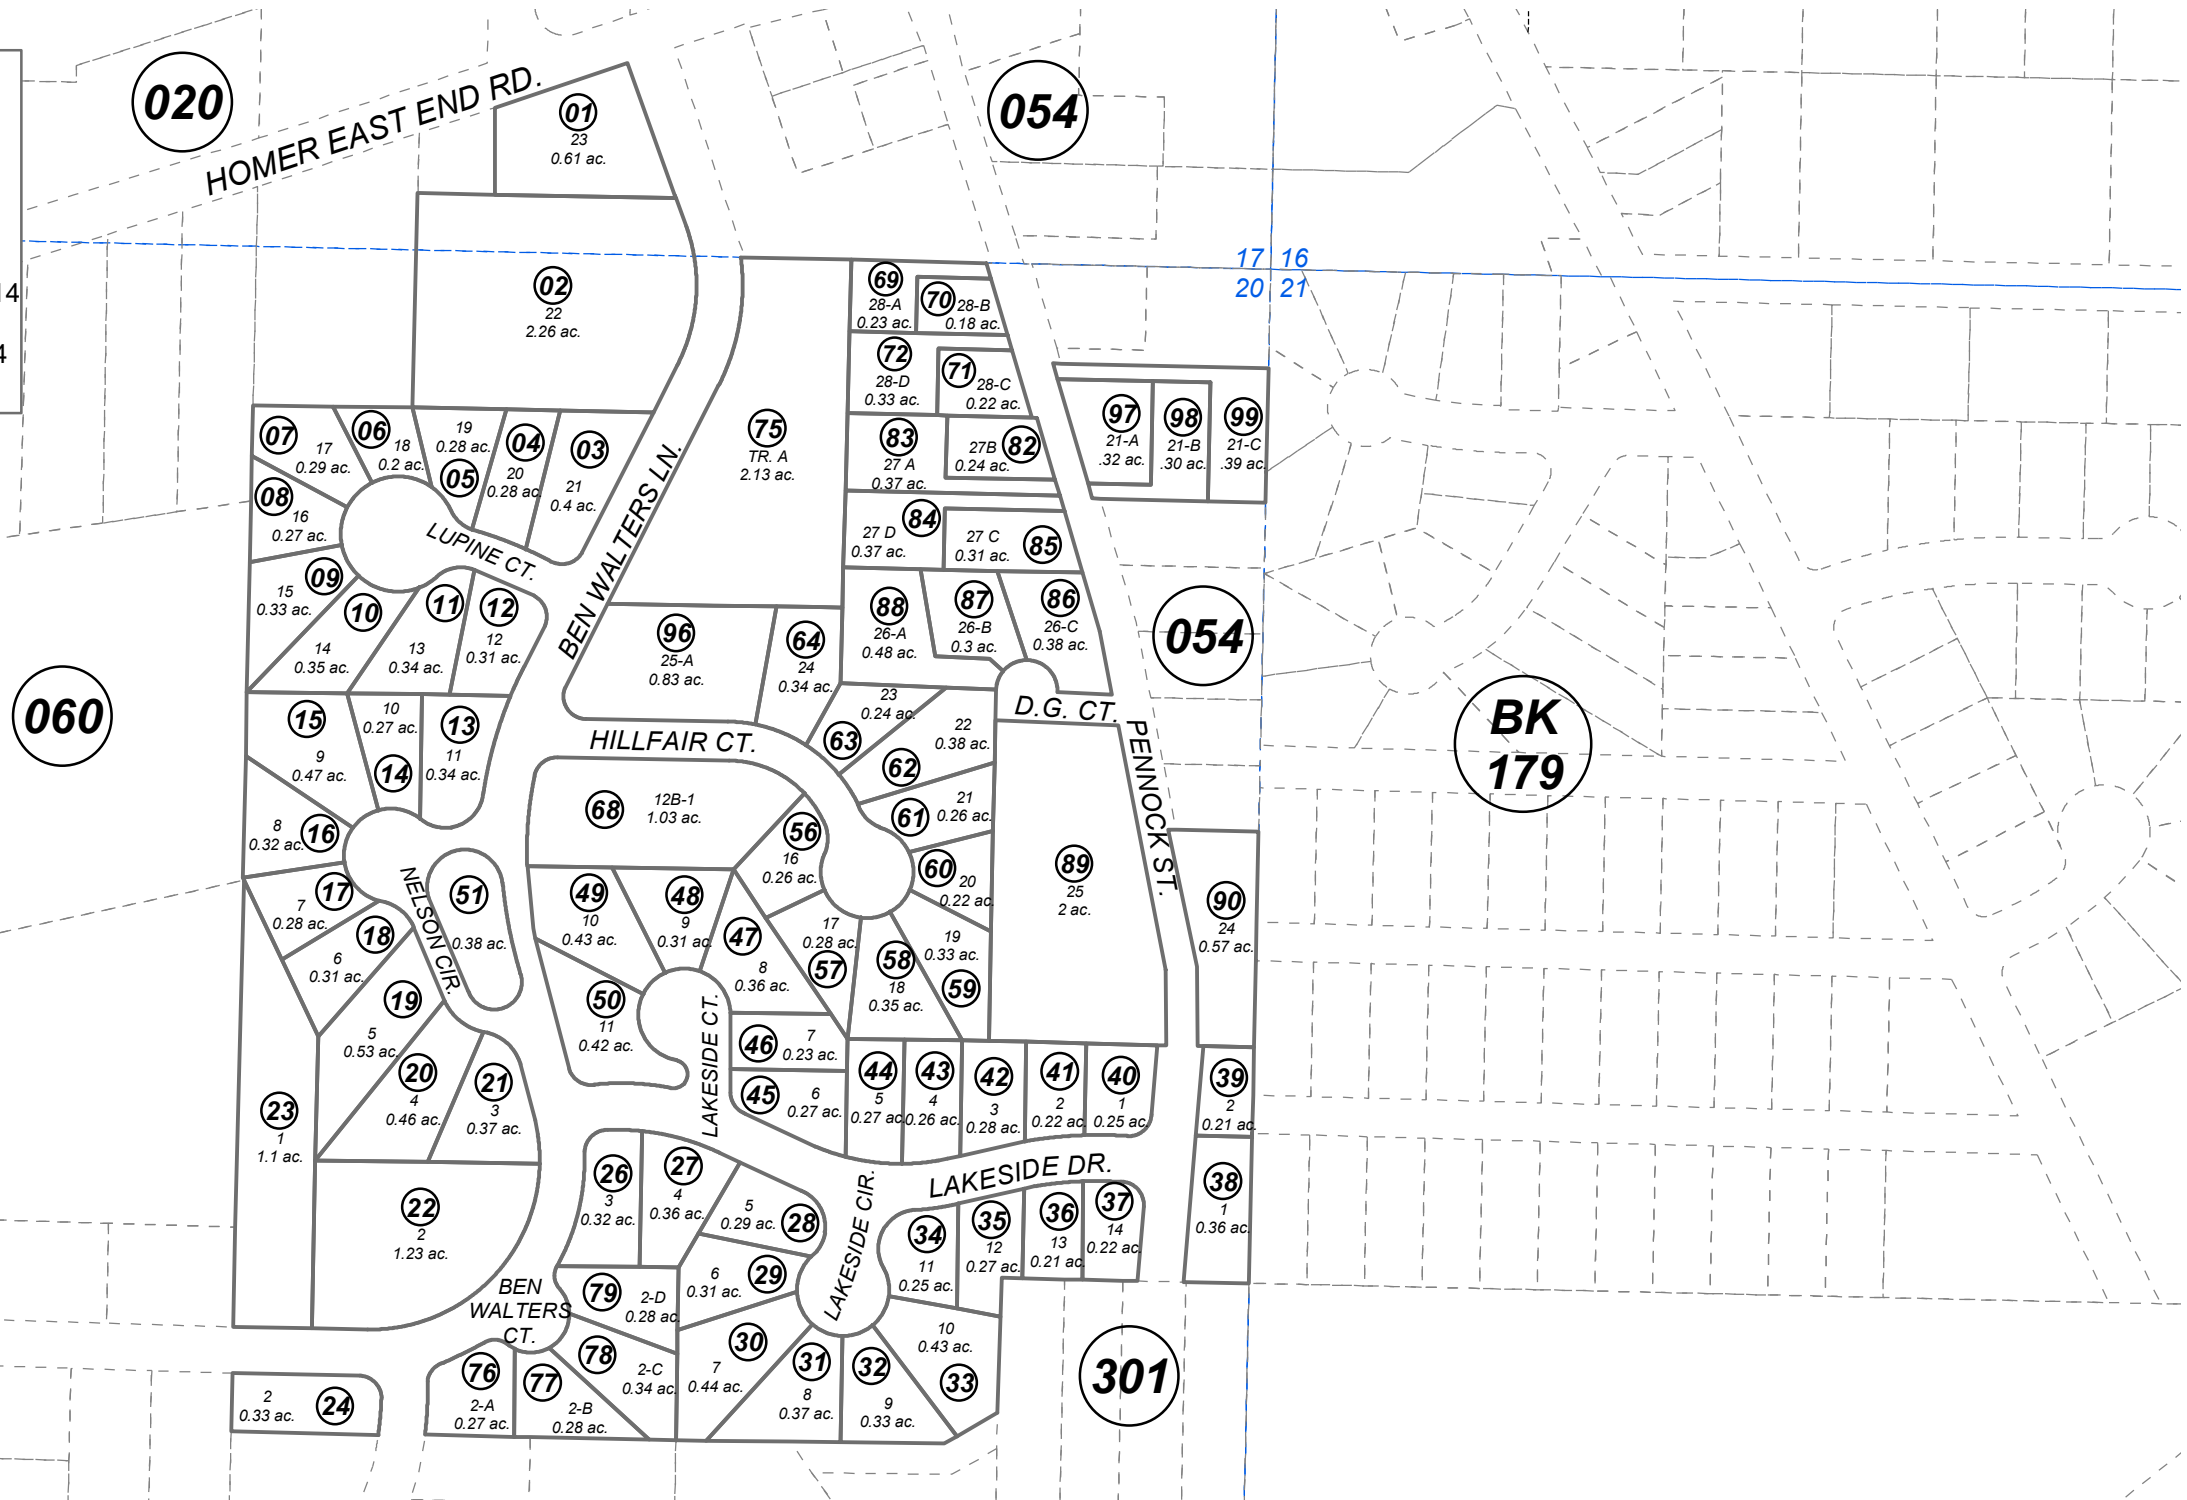 020
HOMER EAST END RD.
054
01
23
0.61 ac.
14
4
17 16
20 21
02
22
2.26 ac.
69
28-A
0.23 ac.
70
28-B
0.18 ac.
72
28-D
0.33 ac.
71
28-C
0.22 ac.
97
21-A
.32 ac.
98
21-B
.30 ac.
99
21-C
.39 ac.
07
17
0.29 ac.
06
18
0.2 ac.
19
0.28 ac.
05
04
20
0.28 ac.
03
21
0.4 ac.
BEN WALTERS LN.
75
TR. A
2.13 ac.
83
27 A
0.37 ac.
27B
0.24 ac.
82
08
16
0.27 ac.
LUPINE CT.
84
27 D
0.37 ac.
27 C
0.31 ac.
85
09
15
0.33 ac.
10
14
0.35 ac.
11
13
0.34 ac.
12
12
0.31 ac.
96
25-A
0.83 ac.
64
24
0.34 ac.
88
26-A
0.48 ac.
87
26-B
0.3 ac.
86
26-C
0.38 ac.
054
060
15
9
0.47 ac.
10
0.27 ac.
14
13
11
0.34 ac.
HILLFAIR CT.
23
0.24 ac.
63
22
0.38 ac.
62
D.G. CT.
PENNOCK ST.
BK
179
8
0.32 ac.
16
68
12B-1
1.03 ac.
56
16
0.26 ac.
61
21
0.26 ac.
60
20
0.22 ac.
89
25
2 ac.
90
24
0.57 ac.
17
7
0.28 ac.
NELSON CIR.
51
0.38 ac.
49
10
0.43 ac.
48
9
0.31 ac.
47
8
0.36 ac.
17
0.28 ac.
57
58
18
0.35 ac.
19
0.33 ac.
59
18
6
0.31 ac.
19
5
0.53 ac.
50
11
0.42 ac.
LAKESIDE CT.
46
7
0.23 ac.
45
6
0.27 ac.
44
5
0.27 ac.
43
4
0.26 ac.
42
3
0.28 ac.
41
2
0.22 ac.
40
1
0.25 ac.
39
2
0.21 ac.
23
1
1.1 ac.
20
4
0.46 ac.
21
3
0.37 ac.
22
2
1.23 ac.
26
3
0.32 ac.
27
4
0.36 ac.
5
0.29 ac.
28
LAKESIDE CIR.
LAKESIDE DR.
34
11
0.25 ac.
35
12
0.27 ac.
36
13
0.21 ac.
37
14
0.22 ac.
38
1
0.36 ac.
6
0.31 ac.
29
BEN
WALTERS
CT.
79
2-D
0.28 ac.
30
7
0.44 ac.
31
8
0.37 ac.
32
9
0.33 ac.
10
0.43 ac.
33
301
2
0.33 ac.
24
76
2-A
0.27 ac.
77
2-B
0.28 ac.
78
2-C
0.34 ac.